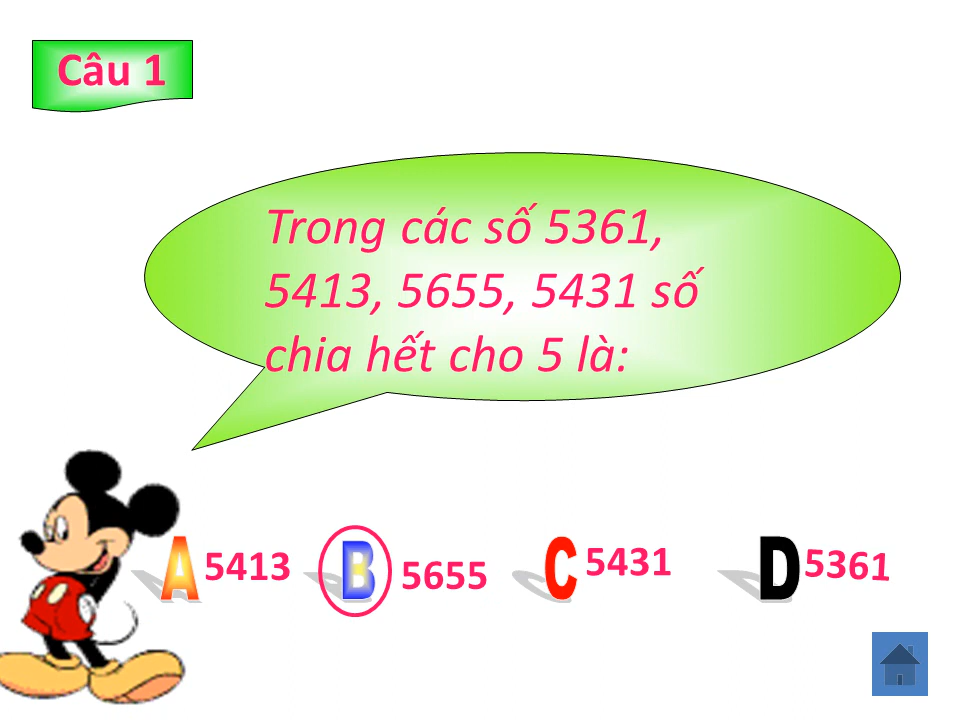 Câu 1
Trong các số 5361,
5413, 5655, 5431 số
chia hết cho 5 là:
A 5413 B 5655 C 5431 D 5361